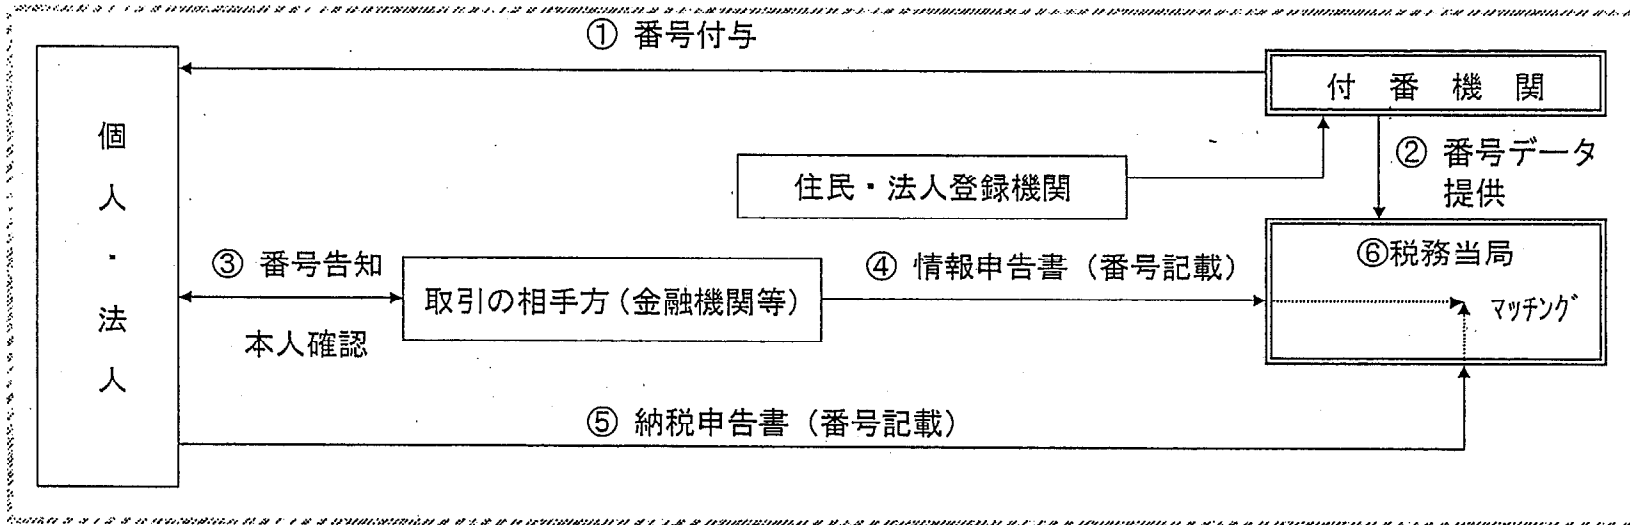 ① 番号付与
付番機関
個人・法人
② 番号データ
提供
住民・法人登録機関
③ 番号告知
本人確認
取引の相手方(金融機関等)
④ 情報申告書(番号記載)
⑥税務当局
マッチング
⑤ 納税申告書(番号記載)